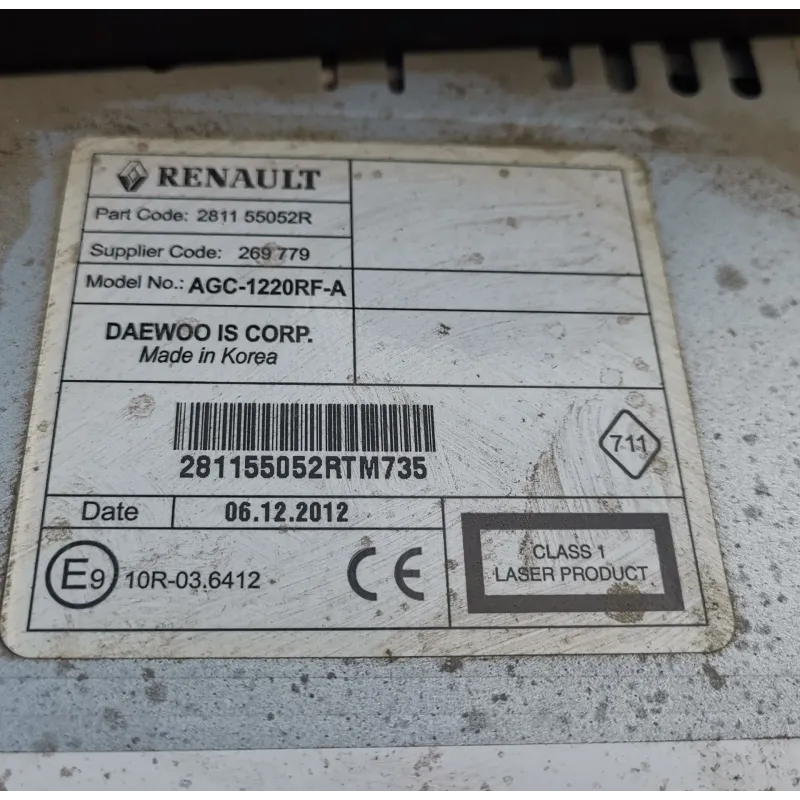 RENAULT
Part Code: 2811 55052R
Supplier Code: 269 779
Model No.: AGC-1220RF-A
DAEWOO IS CORP.
Made in Korea
281155052RTM735
711
Date 06.12.2012
E9 10R-03.6412 CE
CLASS 1
LASER PRODUCT